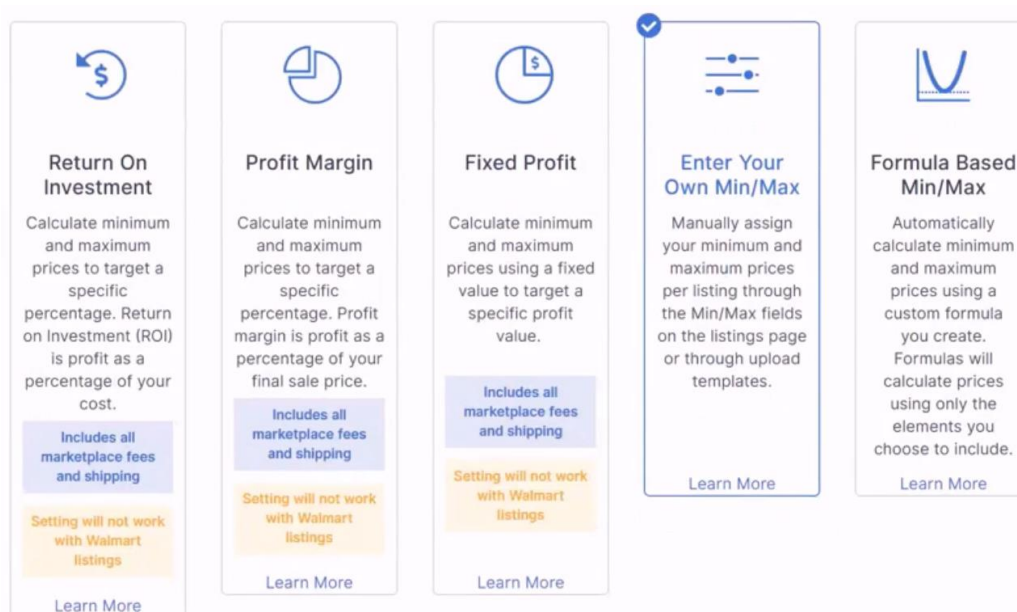 $
Return On
Investment
Calculate minimum
and maximum
prices to target a
specific
percentage. Return
on Investment (ROI)
is profit as a
percentage of your
cost.
Includes all
marketplace fees
and shipping
Setting will not work
with Walmart
listings
Learn More
Profit Margin
Calculate minimum
and maximum
prices to target a
specific
percentage. Profit
margin is profit as a
percentage of your
final sale price.
Includes all
marketplace fees
and shipping
Setting will not work
with Walmart
listings
Learn More
$
Fixed Profit
Calculate minimum
and maximum
prices using a fixed
value to target a
specific profit
value.
Includes all
marketplace fees
and shipping
Setting will not work
with Walmart
listings
Learn More
Enter Your
Own Min/Max
Manually assign
your minimum and
maximum prices
per listing through
the Min/Max fields
on the listings page
or through upload
templates.
Learn More
Formula Based
Min/Max
Automatically
calculate minimum
and maximum
prices using a
custom formula
you create.
Formulas will
calculate prices
using only the
elements you
choose to include.
Learn More